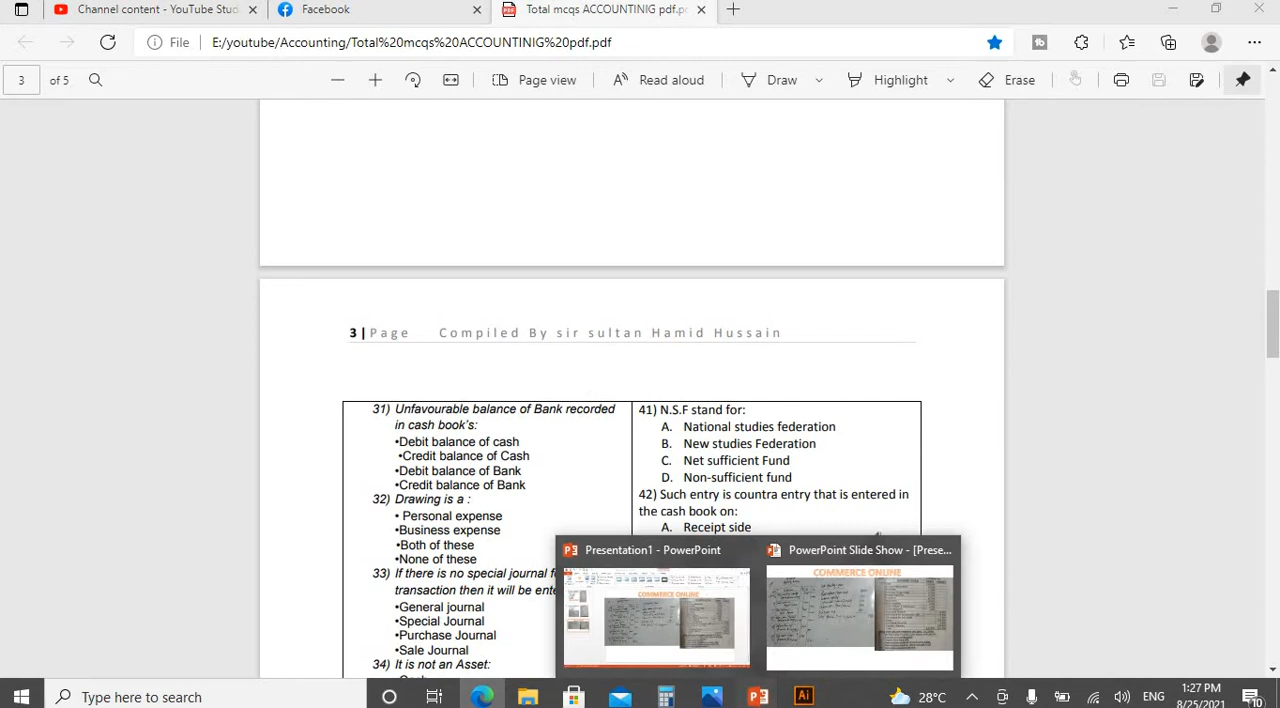 Channel content - YouTube Stud
Facebook
Total mcqs ACCOUNTING pdf.pd
File
E:/youtube/Accounting/Total%20mcqs%20ACCOUNTINIG%20pdf.pdf
3
of 5
Page view
Read aloud
Draw
Highlight
Erase
3 | Page Compiled By sir sultan Hamid Hussain
31) Unfavourable balance of Bank recorded
in cash book's:
•Debit balance of cash
•Credit balance of Cash
•Debit balance of Bank
•Credit balance of Bank
32) Drawing is a :
• Personal expense
•Business expense
•Both of these
•None of these
33) If there is no special journal f
transaction then it will be ente
•General journal
•Special Journal
•Purchase Journal
•Sale Journal
34) It is not an Asset:
41) N.S.F stand for:
A. National studies federation
B. New studies Federation
C. Net sufficient Fund
D. Non-sufficient fund
42) Such entry is countra entry that is entered in
the cash book on:
A. Receipt side
Presentation1 - PowerPoint
PowerPoint Slide Show - [Prese...
COMMERCE ONLINE
COMMERCE ONLINE
Type here to search
Ai
28°C
ENG
1:27 PM
8/25/2021
10